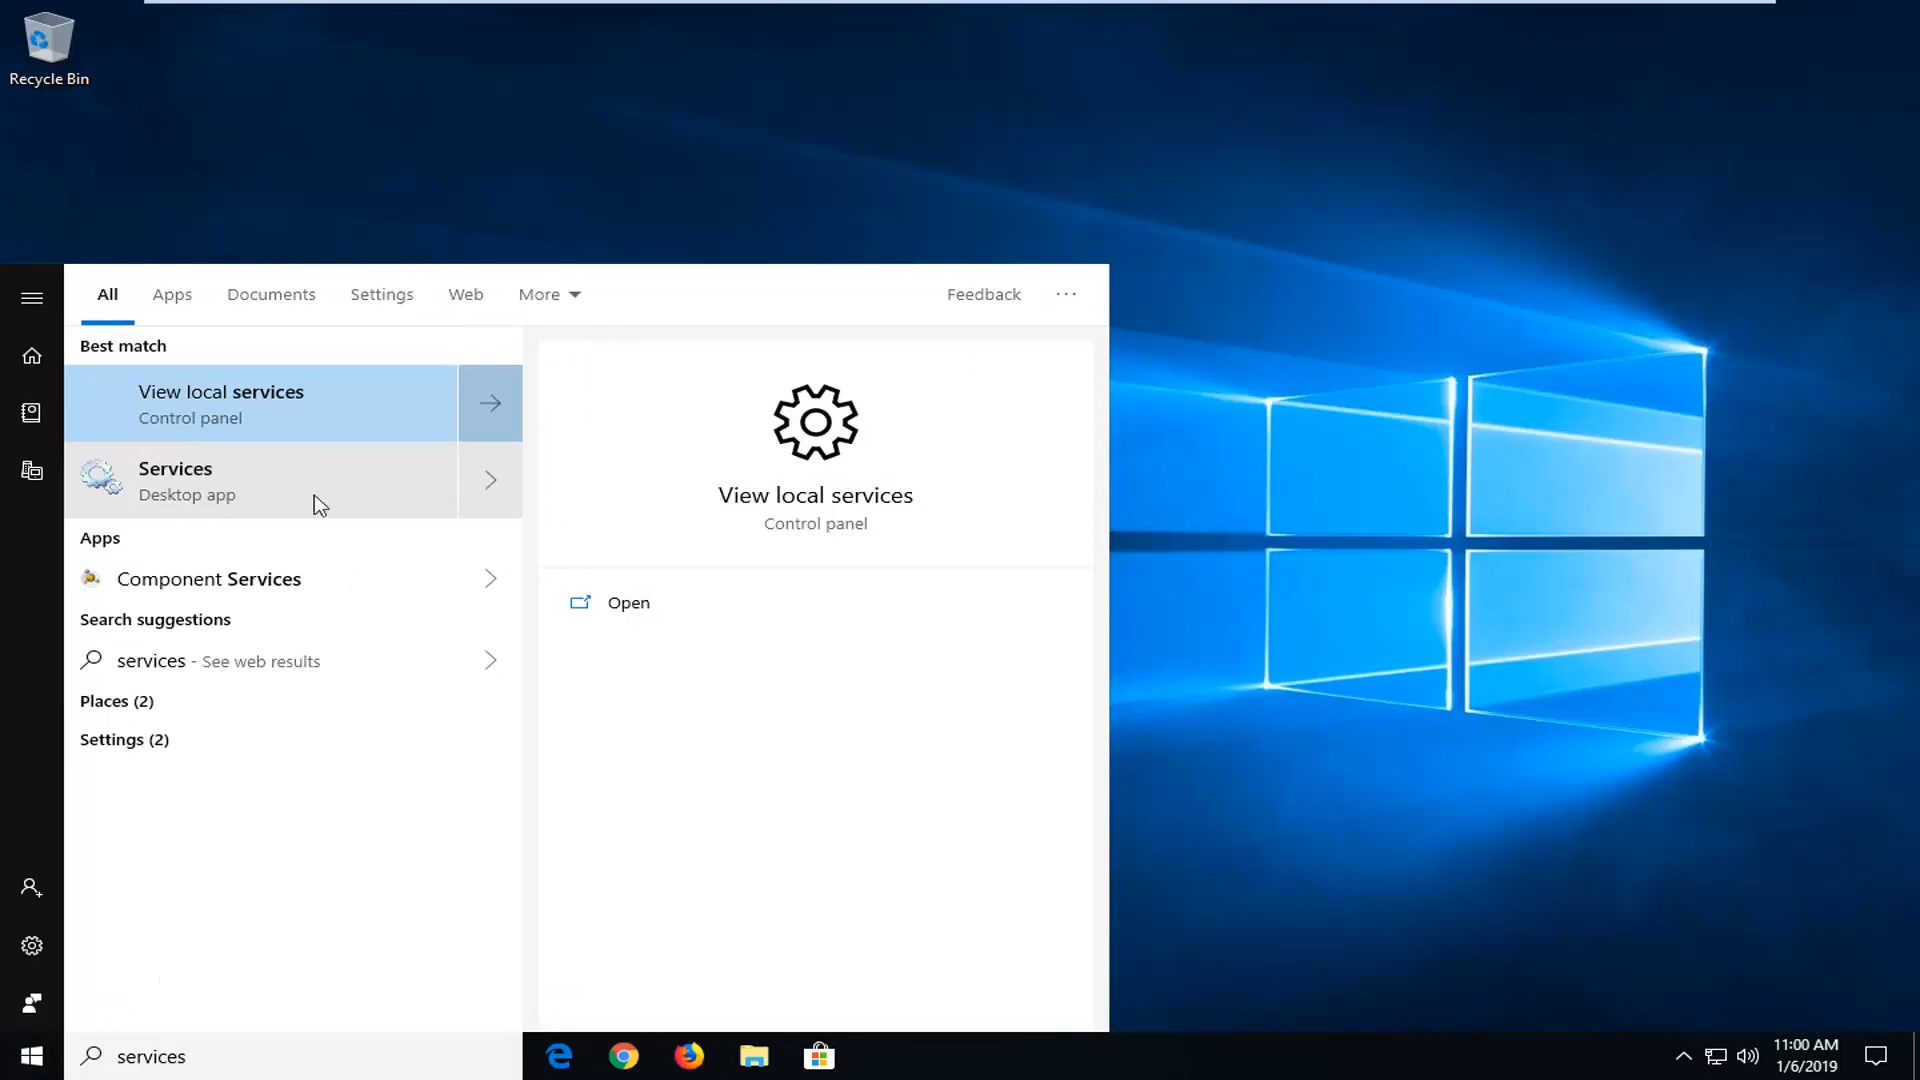 Recycle Bin
All Apps Documents Settings Web More Feedback ...
Best match
View local services
Control panel
Services
Desktop app
Apps
Component Services
Search suggestions
services - See web results
Places (2)
Settings (2)
View local services
Control panel
Open
services
11:00 AM
1/6/2019